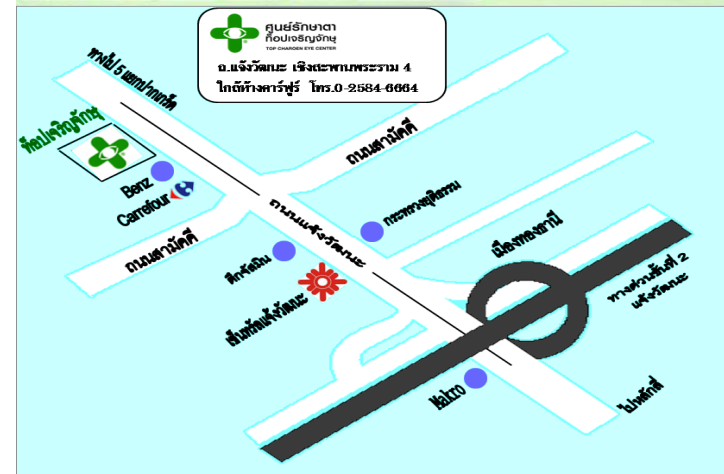 ศูนย์รักษาตา
ท็อปเจริญจักษุ
TOP CHAROEN EYE CENTER
ถ.แจ้งวัฒนะ เชิงสะพานพระราม 4
ใกล้ห้างคาร์ฟูร์ โทร.0-2584-6664
ทางไป 5 แยกปากเกร็ด
ท็อปเจริญจักษุ
Benz
Carrefour
ถนนสามัคคี
ถนนสามัคคี
ถนนแจ้งวัฒนะ
กระทรวงยุติธรรม
เมืองทองธานี
ทางด่วนขั้นที่ 2
แจ้งวัฒนะ
เซ็นทรัลแจ้งวัฒนะ
Makro
ไปหลักสี่